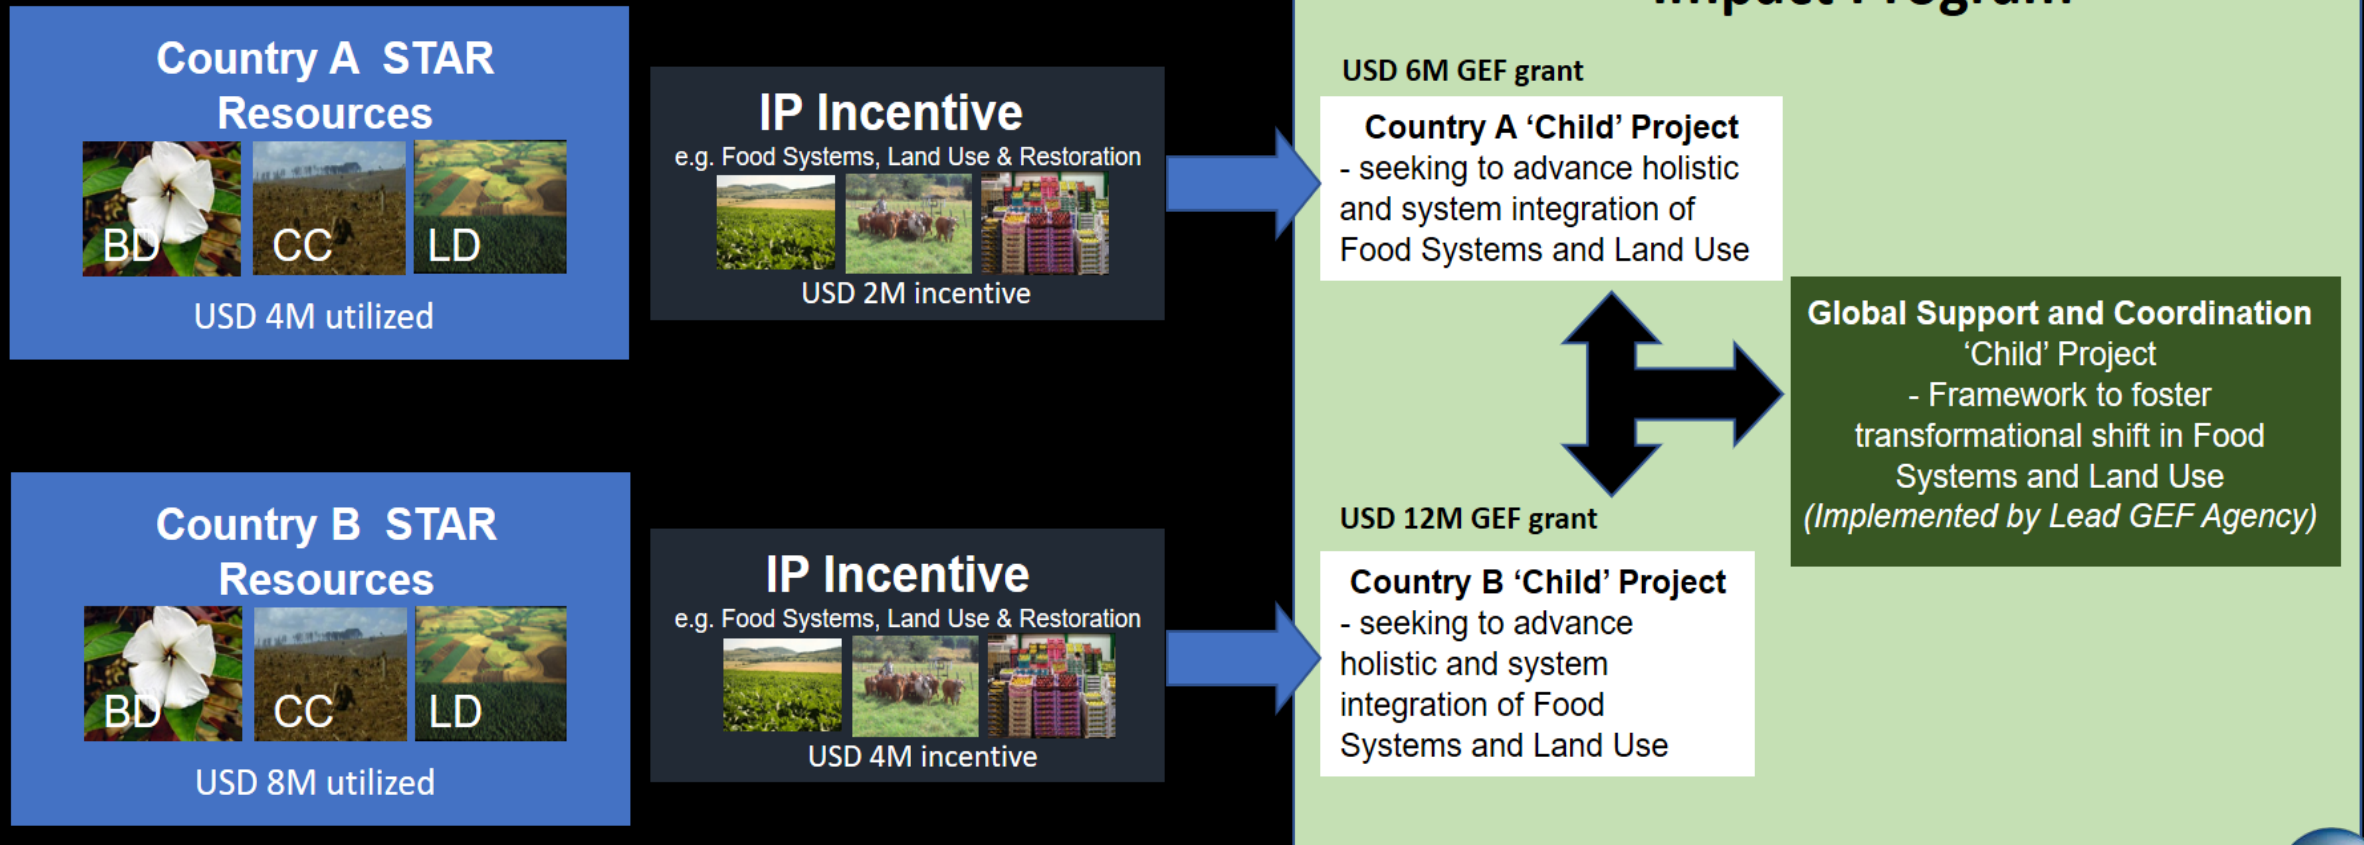 Impact Program
Country A  STAR
Resources
BD
CC
LD
USD 4M utilized
IP Incentive
e.g. Food Systems, Land Use & Restoration
USD 2M incentive
USD 6M GEF grant
Country A ‘Child’ Project
- seeking to advance holistic
and system integration of
Food Systems and Land Use
Global Support and Coordination
‘Child’ Project
- Framework to foster
transformational shift in Food
Systems and Land Use
(Implemented by Lead GEF Agency)
Country B  STAR
Resources
BD
CC
LD
USD 8M utilized
IP Incentive
e.g. Food Systems, Land Use & Restoration
USD 4M incentive
USD 12M GEF grant
Country B ‘Child’ Project
- seeking to advance
holistic and system
integration of Food
Systems and Land Use